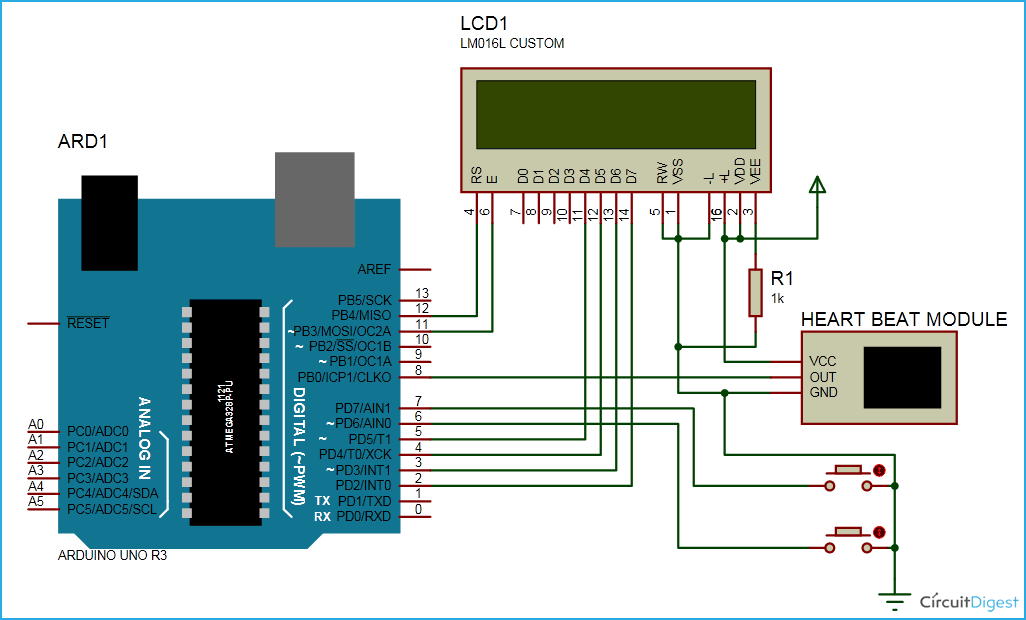 LCD1
LM016L CUSTOM
RS
E
D0
D1
D2
D3
D4
D5
D6
D7
RW
VSS
-L
+L
VDD
VEE
4
6
7
8
9
10
11
12
13
14
5
1
16
2
3
ARD1
R1
1k
HEART BEAT MODULE
VCC
OUT
GND
AREF
PB5/SCK 13
PB4/MISO 12
~PB3/MOSI/OC2A 11
~ PB2/SS/OC1B 10
~ PB1/OC1A 9
PB0/ICP1/CLKO 8
PD7/AIN1 7
~PD6/AIN0 6
~ PD5/T1 5
PD4/T0/XCK 4
~PD3/INT1 3
PD2/INT0 2
TX PD1/TXD 1
RX PD0/RXD 0
RESET
1121
ATMEGA328P-PU
DIGITAL (~PWM)
ANALOG IN
A0 PC0/ADC0
A1 PC1/ADC1
A2 PC2/ADC2
A3 PC3/ADC3
A4 PC4/ADC4/SDA
A5 PC5/ADC5/SCL
ARDUINO UNO R3
CircuitDigest